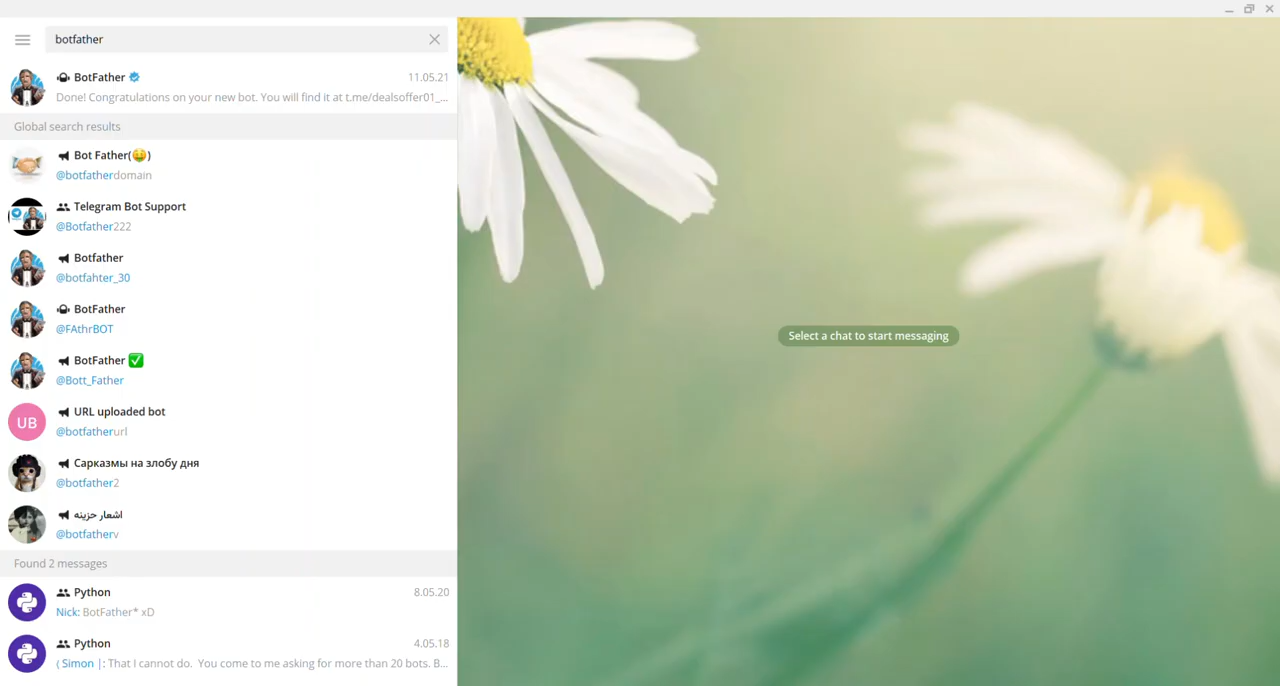 botfather
BotFather 11.05.21
Done! Congratulations on your new bot. You will find it at t.me/dealsoffer01_...
Global search results
Bot Father(🤑)
@botfatherdomain
Telegram Bot Support
@Botfather222
Botfather
@botfahter_30
BotFather
@FAthrBOT
BotFather ✅
@Bott_Father
UB
URL uploaded bot
@botfatherurl
Сарказмы на злобу дня
@botfather2
اشعار حزينه
@botfatherv
Found 2 messages
Python 8.05.20
Nick: BotFather* xD
Python 4.05.18
( Simon |: That I cannot do. You come to me asking for more than 20 bots. B...
Select a chat to start messaging